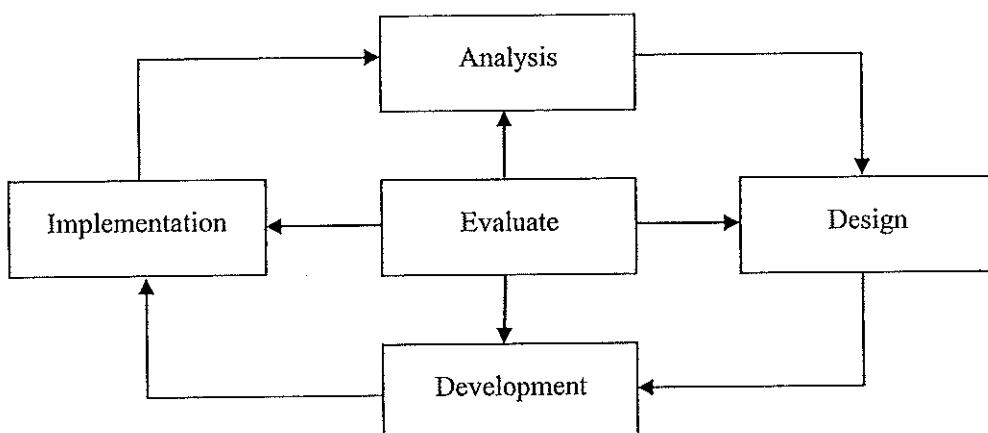 Analysis
Implementation
Evaluate
Design
Development